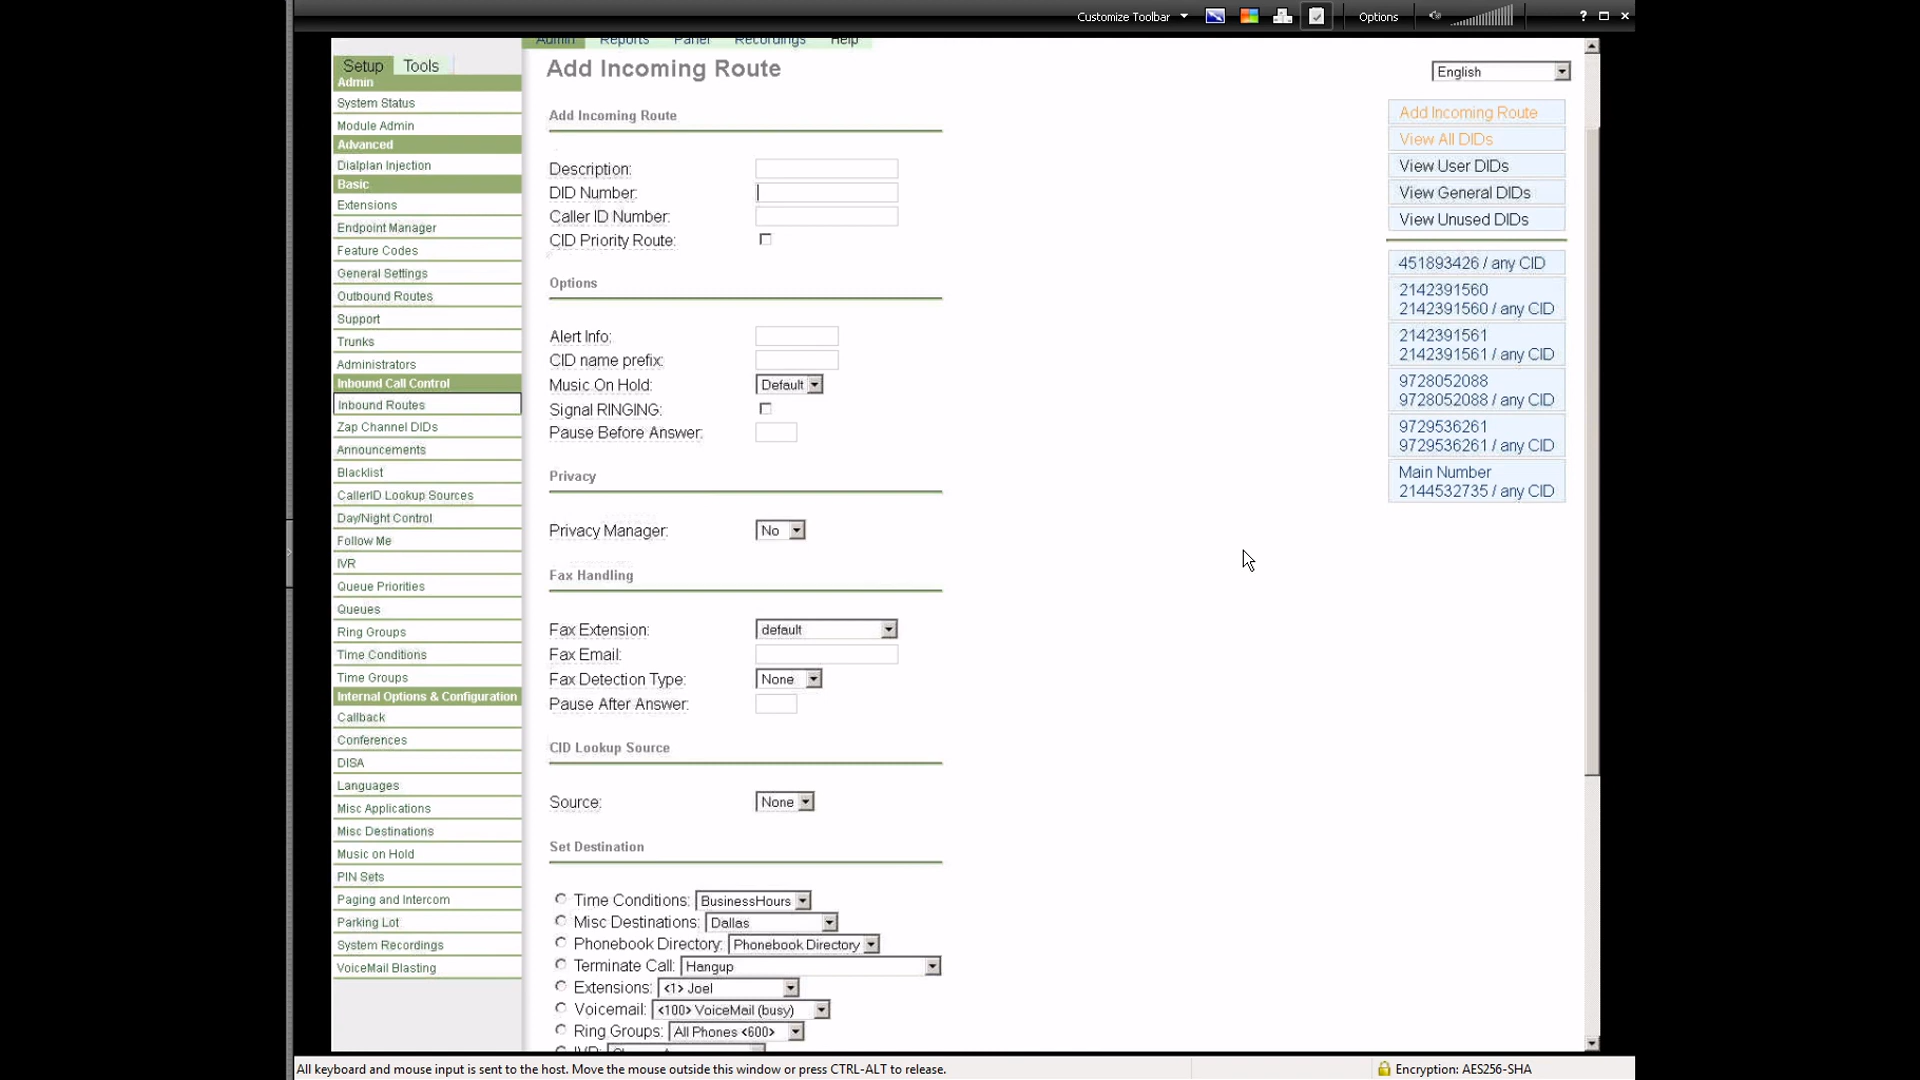 Customize Toolbar
Options
?
Admin Reports Panel Recordings Help
Setup Tools
Admin
System Status
Module Admin
Advanced
Dialplan Injection
Basic
Extensions
Endpoint Manager
Feature Codes
General Settings
Outbound Routes
Support
Trunks
Administrators
Inbound Call Control
Inbound Routes
Zap Channel DIDs
Announcements
Blacklist
CallerID Lookup Sources
Day/Night Control
Follow Me
IVR
Queue Priorities
Queues
Ring Groups
Time Conditions
Time Groups
Internal Options & Configuration
Callback
Conferences
DISA
Languages
Misc Applications
Misc Destinations
Music on Hold
PIN Sets
Paging and Intercom
Parking Lot
System Recordings
VoiceMail Blasting
Add Incoming Route
Add Incoming Route
Description:
DID Number:
Caller ID Number:
CID Priority Route:
Options
Alert Info:
CID name prefix:
Music On Hold: Default
Signal RINGING:
Pause Before Answer:
Privacy
Privacy Manager: No
Fax Handling
Fax Extension: default
Fax Email:
Fax Detection Type: None
Pause After Answer:
CID Lookup Source
Source: None
Set Destination
Time Conditions: BusinessHours
Misc Destinations: Dallas
Phonebook Directory: Phonebook Directory
Terminate Call: Hangup
Extensions: <1> Joel
Voicemail: <100> VoiceMail (busy)
Ring Groups: All Phones <600>
IVR:
English
Add Incoming Route
View All DIDs
View User DIDs
View General DIDs
View Unused DIDs
451893426 / any CID
2142391560
2142391560 / any CID
2142391561
2142391561 / any CID
9728052088
9728052088 / any CID
9729536261
9729536261 / any CID
Main Number
2144532735 / any CID
All keyboard and mouse input is sent to the host. Move the mouse outside this window or press CTRL-ALT to release.
Encryption: AES256-SHA